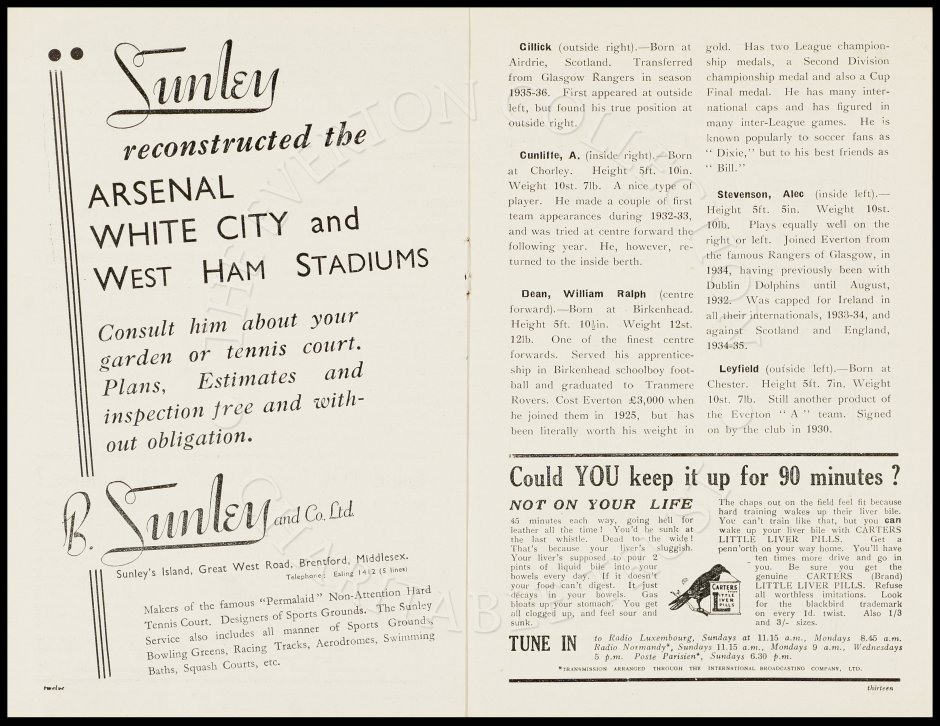 Sunley
reconstructed the
ARSENAL
WHITE CITY and
WEST HAM STADIUMS
Consult him about your
garden or tennis court.
Plans, Estimates and
inspection free and with-
out obligation.
B. Sunley and Co. Ltd.
Sunley's Island, Great West Road, Brentford, Middlesex.
Telephone: Ealing 1412 (5 lines)
Makers of the famous "Permalaid" Non-Attention Hard
Tennis Court. Designers of Sports Grounds. The Sunley
Service also includes all manner of Sports Grounds,
Bowling Greens, Racing Tracks, Aerodromes, Swimming
Baths, Squash Courts, etc.
twelve
Gillick (outside right).—Born at
Airdrie, Scotland. Transferred
from Glasgow Rangers in season
1935-36. First appeared at outside
left, but found his true position at
outside right.
Cunliffe, A. (inside right).—Born
at Chorley. Height 5ft. 10in.
Weight 10st. 7lb. A nice type of
player. He made a couple of first
team appearances during 1932-33,
and was tried at centre forward the
following year. He, however, re-
turned to the inside berth.
Dean, William Ralph (centre
forward).—Born at Birkenhead.
Height 5ft. 10½in. Weight 12st.
12lb. One of the finest centre
forwards. Served his apprentice-
ship in Birkenhead schoolboy foot-
ball and graduated to Tranmere
Rovers. Cost Everton £3,000 when
he joined them in 1925, but has
been literally worth his weight in
gold. Has two League champion-
ship medals, a Second Division
championship medal and also a Cup
Final medal. He has many inter-
national caps and has figured in
many inter-League games. He is
known popularly to soccer fans as
" Dixie," but to his best friends as
" Bill."
Stevenson, Alec (inside left).—
Height 5ft. 5in. Weight 10st.
10lb. Plays equally well on the
right or left. Joined Everton from
the famous Rangers of Glasgow, in
1934, having previously been with
Dublin Dolphins until August,
1932. Was capped for Ireland in
all their internationals, 1933-34, and
against Scotland and England,
1934-35.
Leyfield (outside left).—Born at
Chester. Height 5ft. 7in. Weight
10st. 7lb. Still another product of
the Everton " A " team. Signed
on by the club in 1930.
Could YOU keep it up for 90 minutes ?
NOT ON YOUR LIFE
45 minutes each way, going hell for
leather all the time! You'd be sunk at
the last whistle. Dead to the wide!
That's because your liver's sluggish.
Your liver's supposed to pour 2
pints of liquid bile into your
bowels every day. If it doesn't
your food can't digest. It just
decays in your bowels. Gas
bloats up your stomach. You get
all clogged up, and feel sour and
sunk.
The chaps out on the field feel fit because
hard training wakes up their liver bile.
You can't train like that, but you can
wake up your liver bile with CARTERS
LITTLE LIVER PILLS. Get a
penn'orth on your way home. You'll have
ten times more drive and go in
you. Be sure you get the
genuine CARTERS (Brand)
LITTLE LIVER PILLS. Refuse
all worthless imitations. Look
for the blackbird trademark
on every 1d. twist. Also 1/3
and 3/- sizes.
CARTERS
LITTLE
LIVER
PILLS
TUNE IN
to Radio Luxembourg, Sundays at 11.15 a.m., Mondays 8.45 a.m.
Radio Normandy*, Sundays 11.15 a.m., Mondays 9 a.m., Wednesdays
5 p.m. Poste Parisien*, Sundays 6.30 p.m.
*TRANSMISSION ARRANGED THROUGH THE INTERNATIONAL BROADCASTING COMPANY, LTD.
thirteen
THE EVERTON COLLECTION